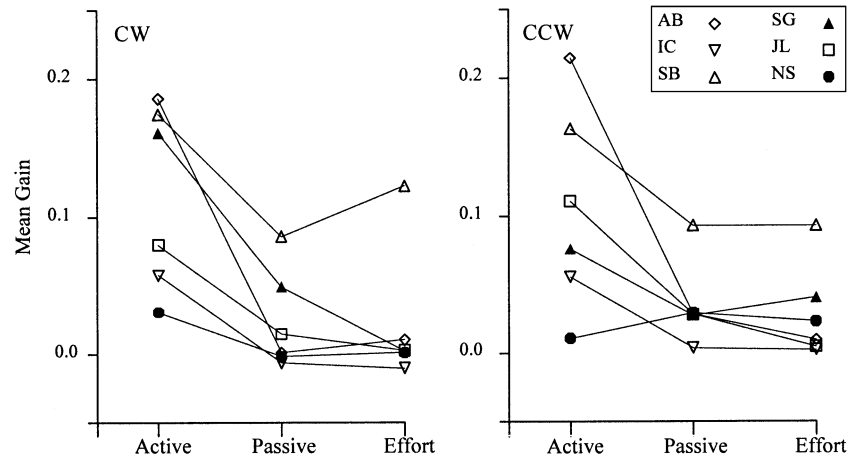 CW
CCW
AB SG
IC JL
SB NS
0.2
0.1
0.0
Mean Gain
Active Passive Effort
0.2
0.1
0.0
Active Passive Effort